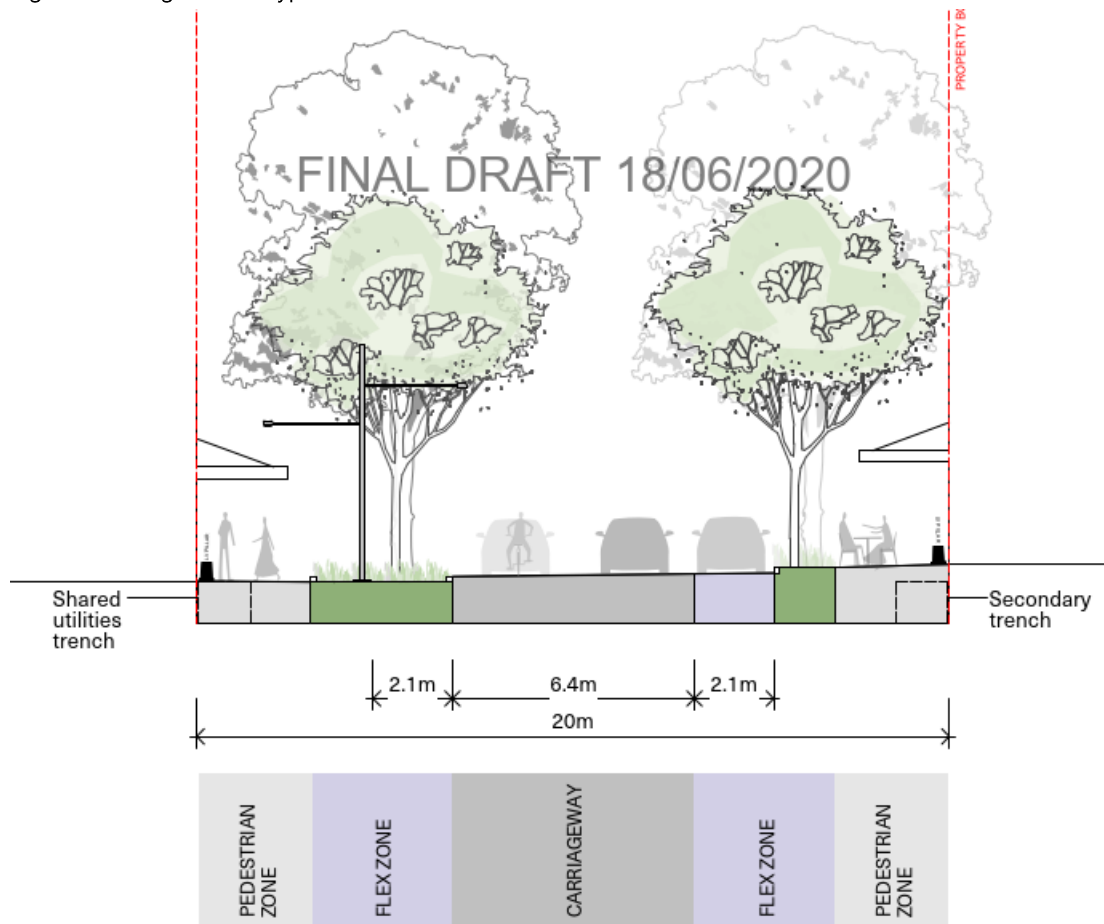 PROPERTY
FINAL DRAFT 18/06/2020
Shared
utilities
trench
Secondary
trench
2.1m
6.4m
2.1m
20m
PEDESTRIAN
ZONE
FLEX ZONE
CARRIAGEWAY
FLEX ZONE
PEDESTRIAN
ZONE